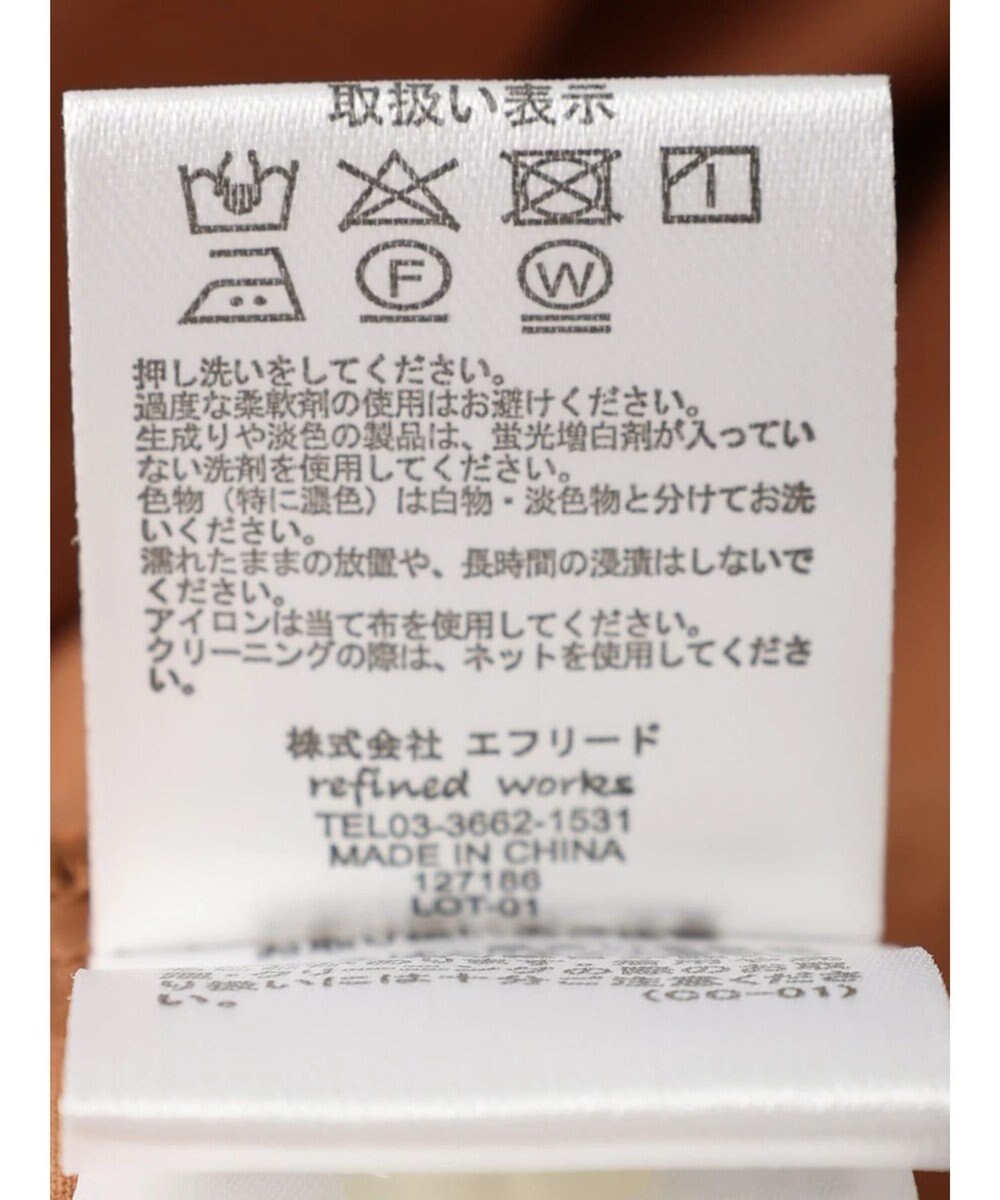 取扱い表示
F W
押し洗いをしてください。
過度な柔軟剤の使用はお避けください。
生成りや淡色の製品は、蛍光増白剤が入ってい
ない洗剤を使用してください。
色物（特に濃色）は白物・淡色物と分けてお洗
いください。
濡れたままの放置や、長時間の浸漬はしないで
ください。
アイロンは当て布を使用してください。
クリーニングの際は、ネットを使用してくださ
い。
株式会社 エフリード
refined works
TEL03-3662-1531
MADE IN CHINA
127186
LOT-01
い。 (CC-01)